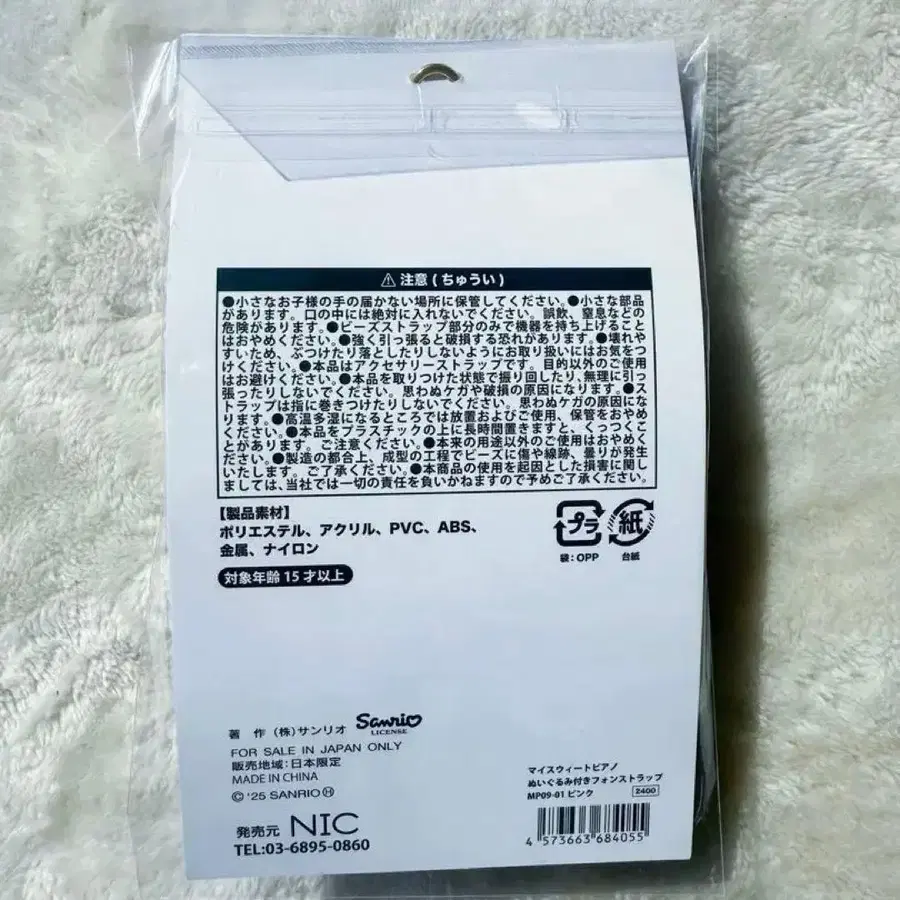 ⚠注意(ちゅうい)
●小さなお子様の手の届かない場所に保管してください。●小さな部品
があります。口の中には絶対に入れないでください。誤飲、窒息などの
危険があります。●ビーズストラップ部分のみで機器を持ち上げること
はおやめください。●強く引っ張ると破損する恐れがあります。●壊れや
すいため、ぶつけたり落としたりしないようにお取り扱いにはお気をつ
けください。●本品はアクセサリーストラップです。目的以外のご使用
はお避けください。●本品を取りつけた状態で振り回したり、無理に引っ
張ったりしないでください。思わぬケガや破損の原因になります。●ス
トラップは指に巻きつけたりしないでください。思わぬケガの原因にな
ります。●高温多湿になるところでは放置およびご使用、保管をおやめ
ください。●本品をプラスチックの上に長時間置きますと、くっつくこ
とがあります。ご注意ください。●本来の用途以外のご使用はおやめく
ださい。●製造の都合上、成型の工程でビーズに傷や線跡、曇りが発生
いたします。ご了承ください。●本商品の使用を起因とした損害に関し
ましては、当社では一切の責任を負いかねますので予めご了承ください。
【製品素材】
ポリエステル、アクリル、PVC、ABS、
金属、ナイロン
対象年齢15才以上
プラ
袋:OPP
紙
台紙
著作 (株)サンリオ Sanrio LICENSE
FOR SALE IN JAPAN ONLY
販売地域:日本限定
MADE IN CHINA
©'25 SANRIO Ⓗ
発売元 NIC
TEL:03-6895-0860
マイスウィートピアノ
ぬいぐるみ付きフォンストラップ
MP09-01 ピンク 2400
4 573663 684055